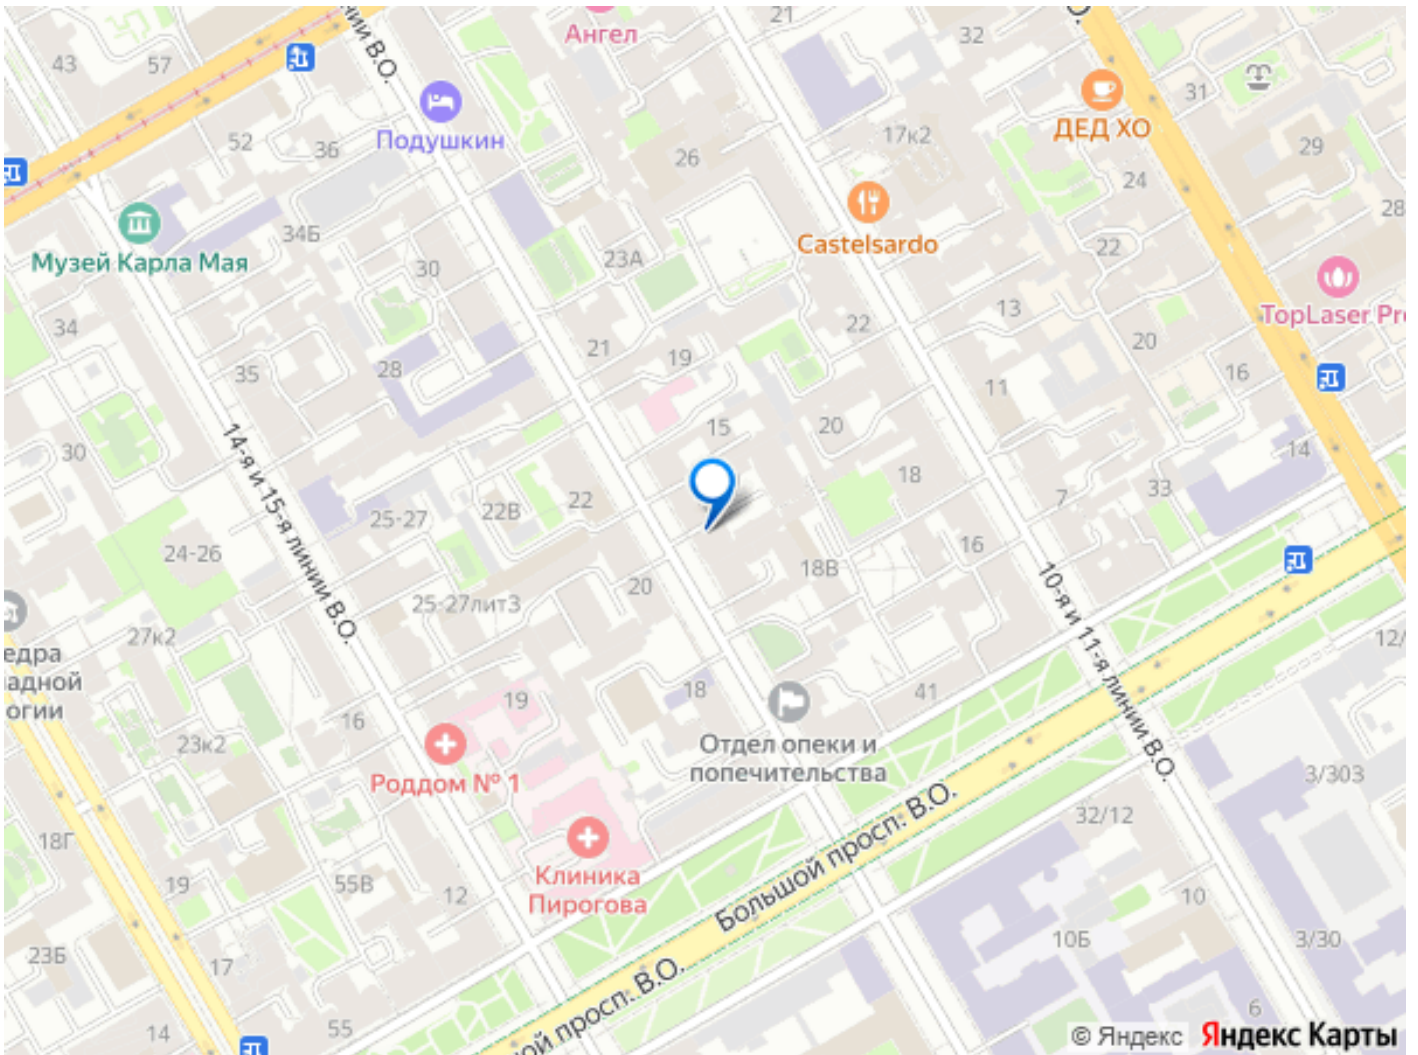 21
Ангел
32
43
57
31
Подушкин
ДЕД ХО
17к2
52
36
26
29
24
28
34Б
Castelsardo
22
Музей Карла Мая
23А
30
13
TopLaser Pr
34
22
20
21
19
28
35
16
11
15
20
30
14
18
7
33
22
22В
25-27
14-я и 15-я линии В.О.
24-26
16
18В
20
25-27лит3
10-я и 11-я линии В.О.
27к2
едра
адной
огии
12/
18
41
19
16
23к2
Отдел опеки и
попечительства
Роддом № 1
3/303
32/12
18Г
Большой просп. В.О.
Клиника
Пирогова
19
55В
12
10
10Б
3/30
23Б
17
ой просп. В.О.
6
14
55
© Яндекс Яндекс Карты